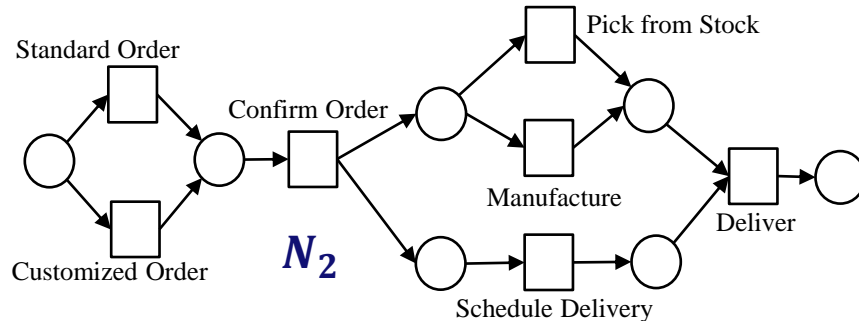 Standard Order
Customized Order
Confirm Order
N2
Pick from Stock
Manufacture
Schedule Delivery
Deliver